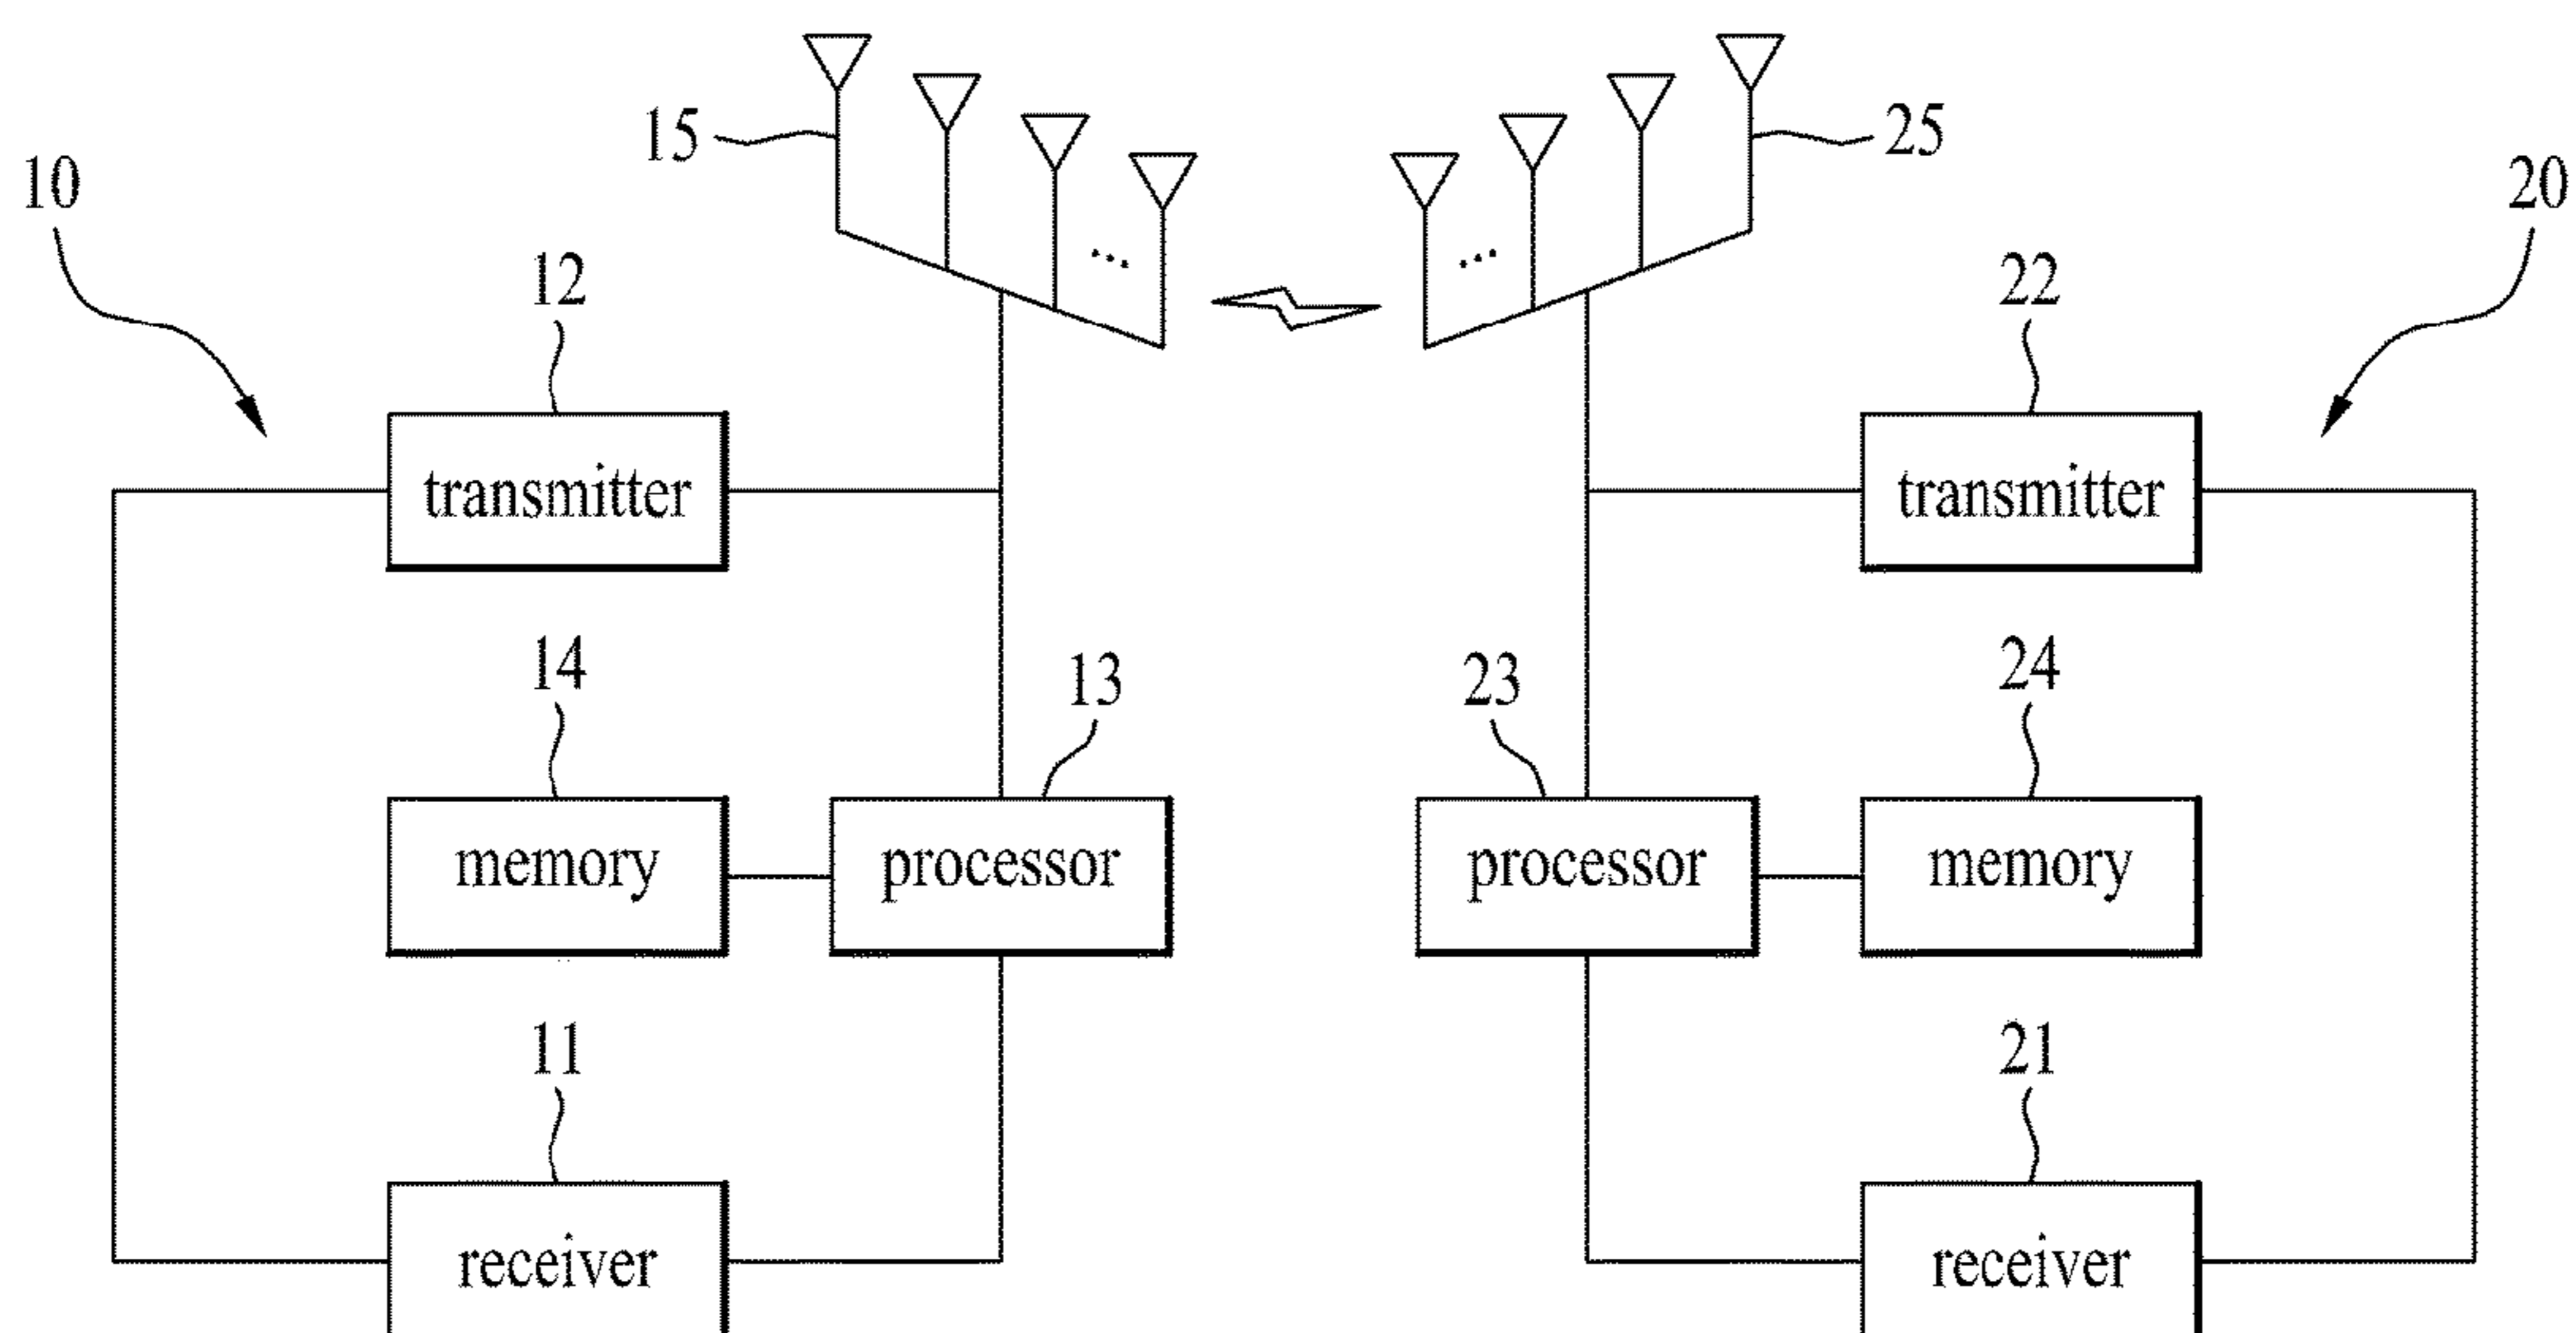 15
25
10
20
12
22
transmitter
transmitter
14
13
23
24
memory
processor
processor
memory
11
21
receiver
receiver